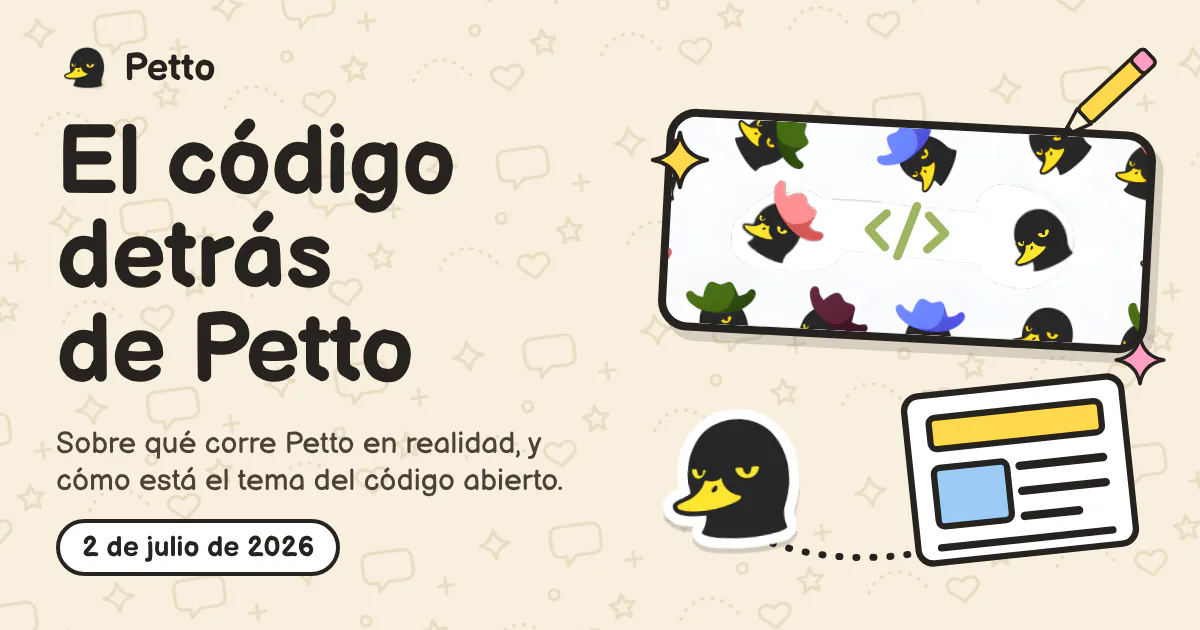 Petto
El código
detrás
de Petto
</>
Sobre qué corre Petto en realidad, y
cómo está el tema del código abierto.
2 de julio de 2026